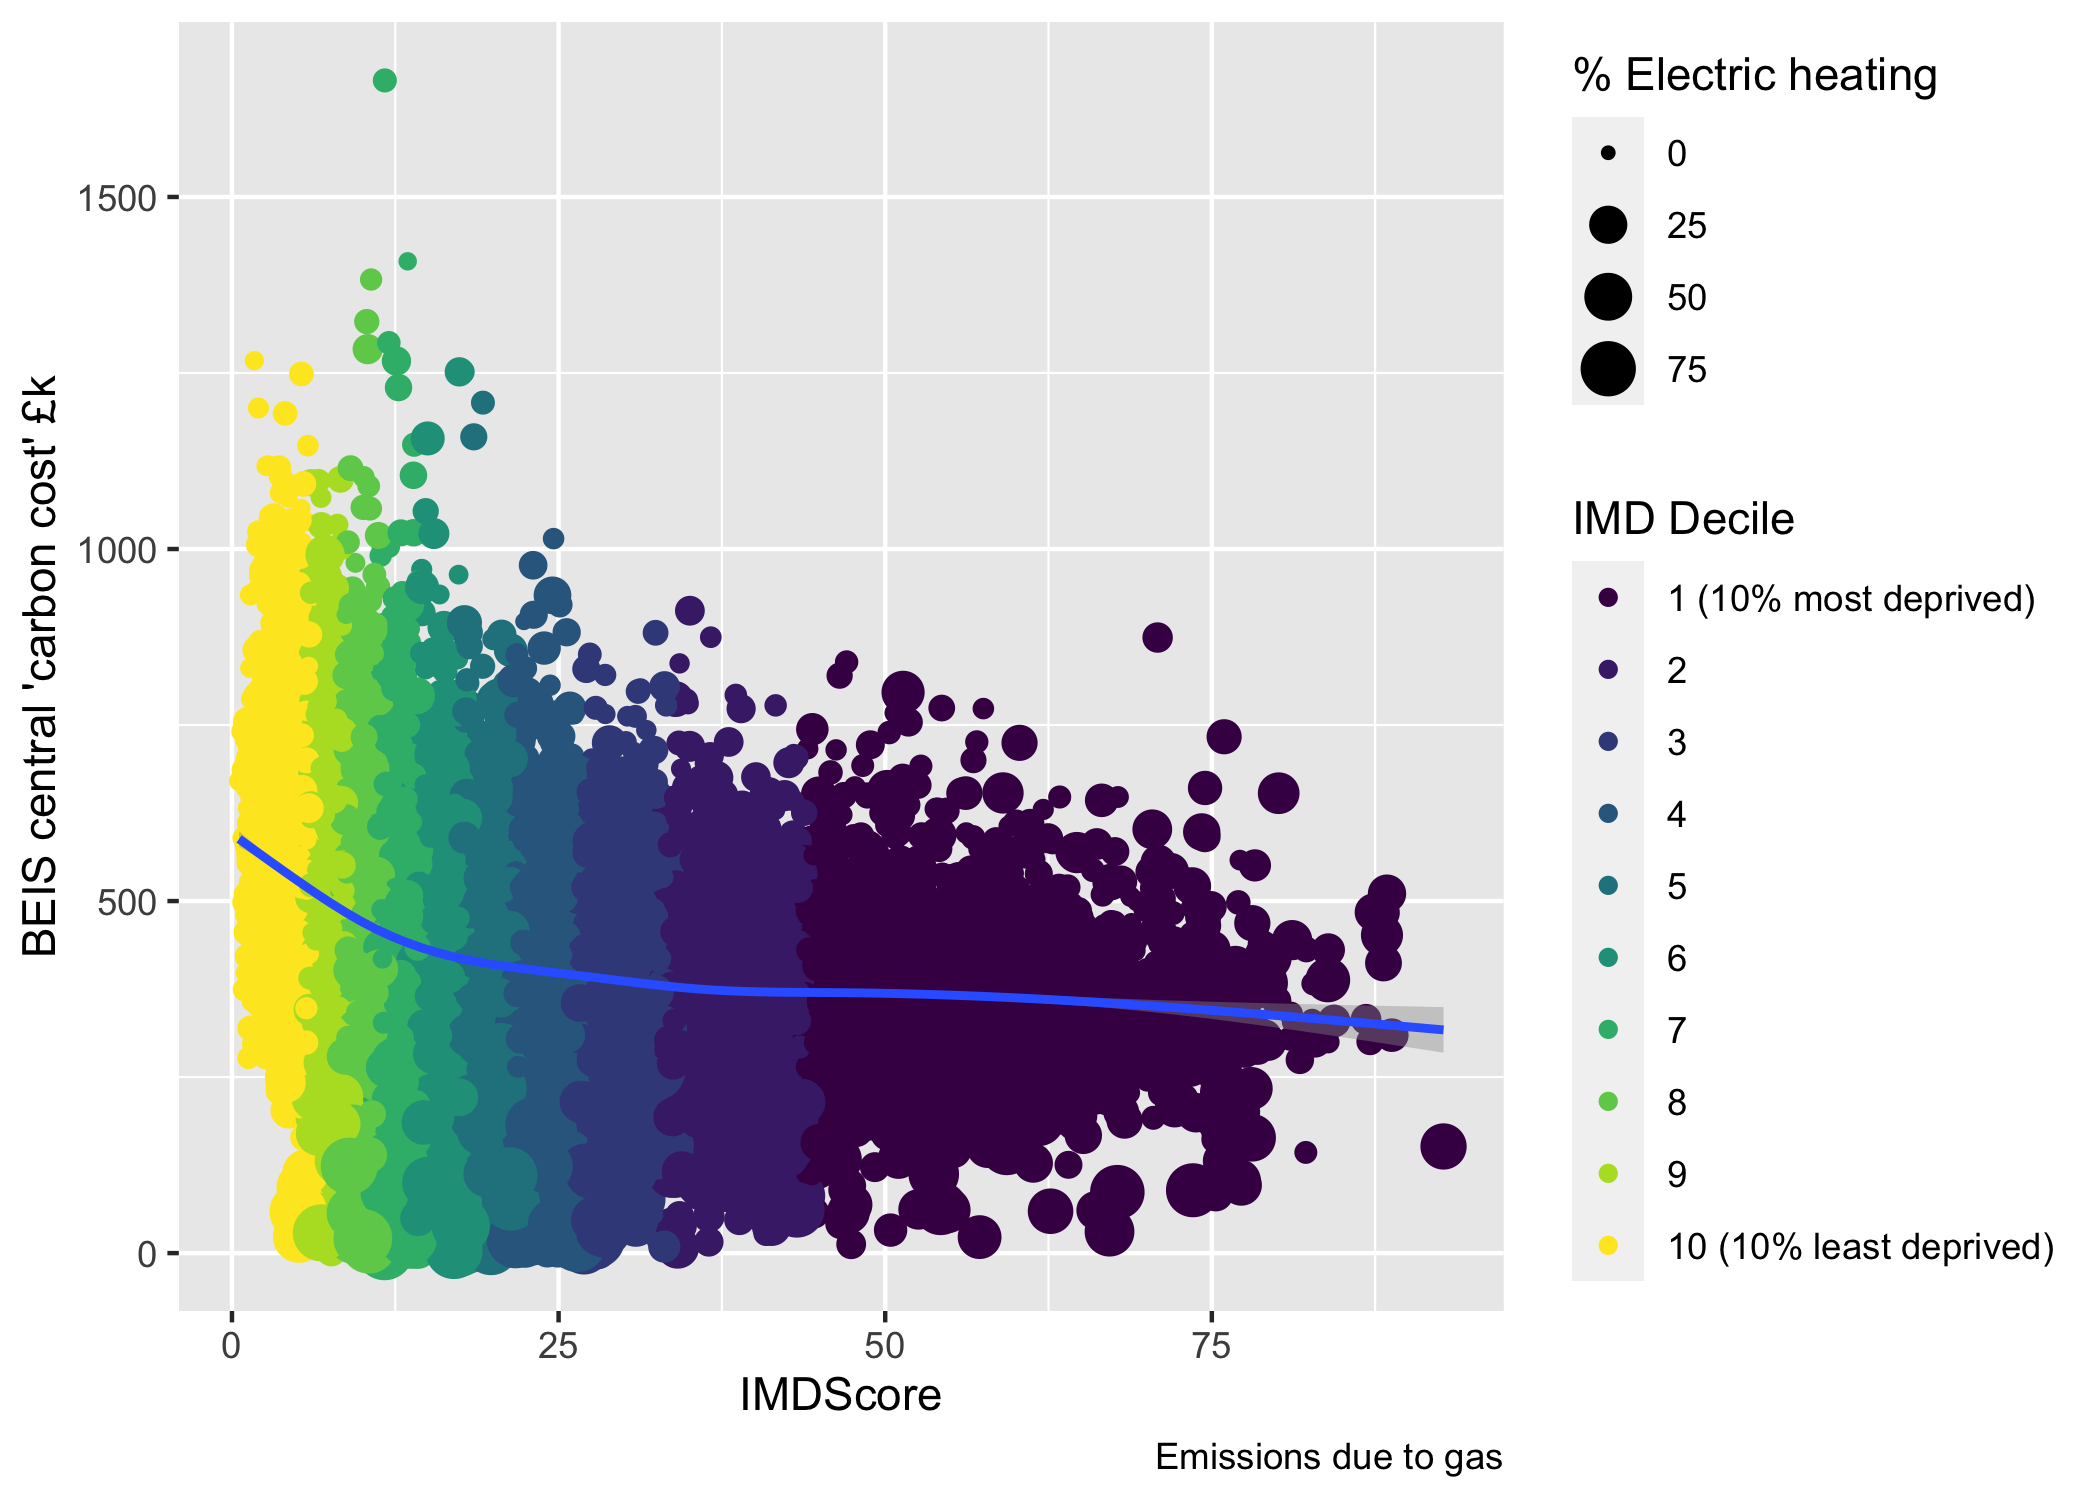 BEIS central 'carbon cost' £k
1500
1000
500
0
0
25
50
75
IMDScore
Emissions due to gas
% Electric heating
0
25
50
75
IMD Decile
1 (10% most deprived)
2
3
4
5
6
7
8
9
10 (10% least deprived)